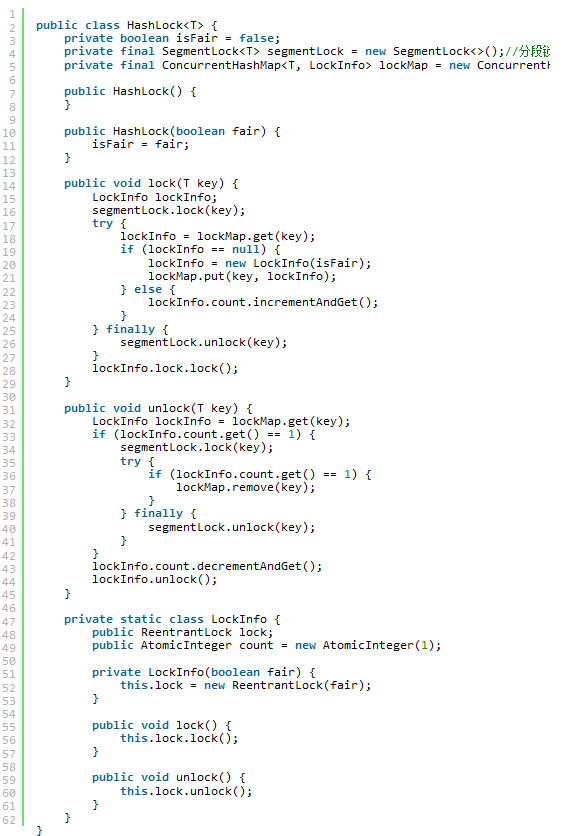 1
2 public class HashLock<T> {
3 private boolean isFair = false;
4 private final SegmentLock<T> segmentLock = new SegmentLock<>();//分段锁
5 private final ConcurrentHashMap<T, LockInfo> lockMap = new ConcurrentH
6
7 public HashLock() {
8 }
9
10 public HashLock(boolean fair) {
11 isFair = fair;
12 }
13
14 public void lock(T key) {
15 LockInfo lockInfo;
16 segmentLock.lock(key);
17 try {
18 lockInfo = lockMap.get(key);
19 if (lockInfo == null) {
20 lockInfo = new LockInfo(isFair);
21 lockMap.put(key, lockInfo);
22 } else {
23 lockInfo.count.incrementAndGet();
24 }
25 } finally {
26 segmentLock.unlock(key);
27 }
28 lockInfo.lock.lock();
29 }
30
31 public void unlock(T key) {
32 LockInfo lockInfo = lockMap.get(key);
33 if (lockInfo.count.get() == 1) {
34 segmentLock.lock(key);
35 try {
36 if (lockInfo.count.get() == 1) {
37 lockMap.remove(key);
38 }
39 } finally {
40 segmentLock.unlock(key);
41 }
42 }
43 lockInfo.count.decrementAndGet();
44 lockInfo.unlock();
45 }
46
47 private static class LockInfo {
48 public ReentrantLock lock;
49 public AtomicInteger count = new AtomicInteger(1);
50
51 private LockInfo(boolean fair) {
52 this.lock = new ReentrantLock(fair);
53 }
54
55 public void lock() {
56 this.lock.lock();
57 }
58
59 public void unlock() {
60 this.lock.unlock();
61 }
62 }
}